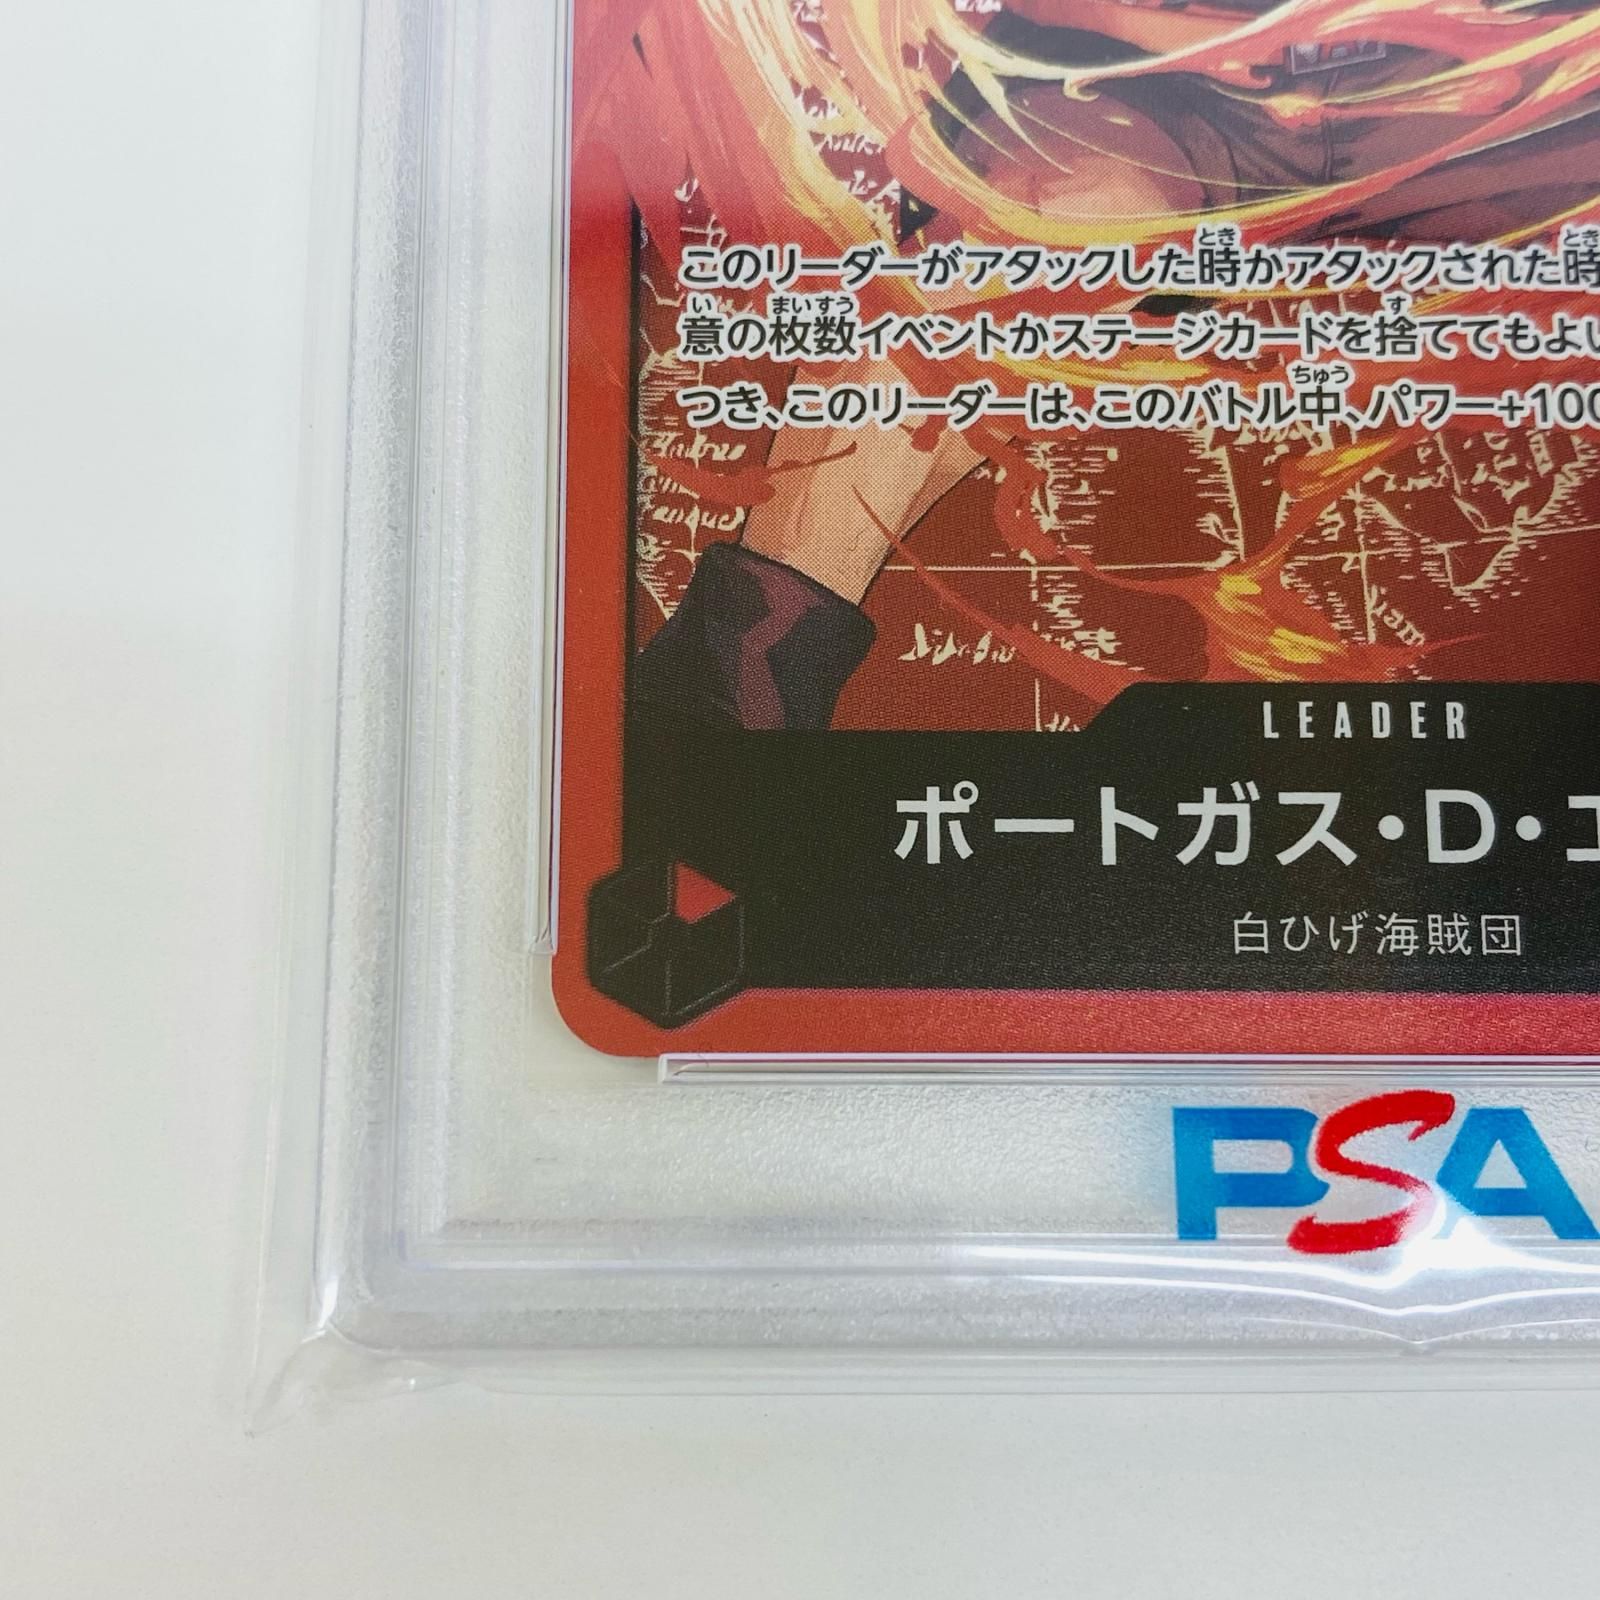 このリーダーがアタックした時かアタックされた時
意の枚数イベントかステージカードを捨ててもよい
つき、このリーダーは、このバトル中、パワー+100
LEADER
ポートガス・D・エ
白ひげ海賊団
PSA